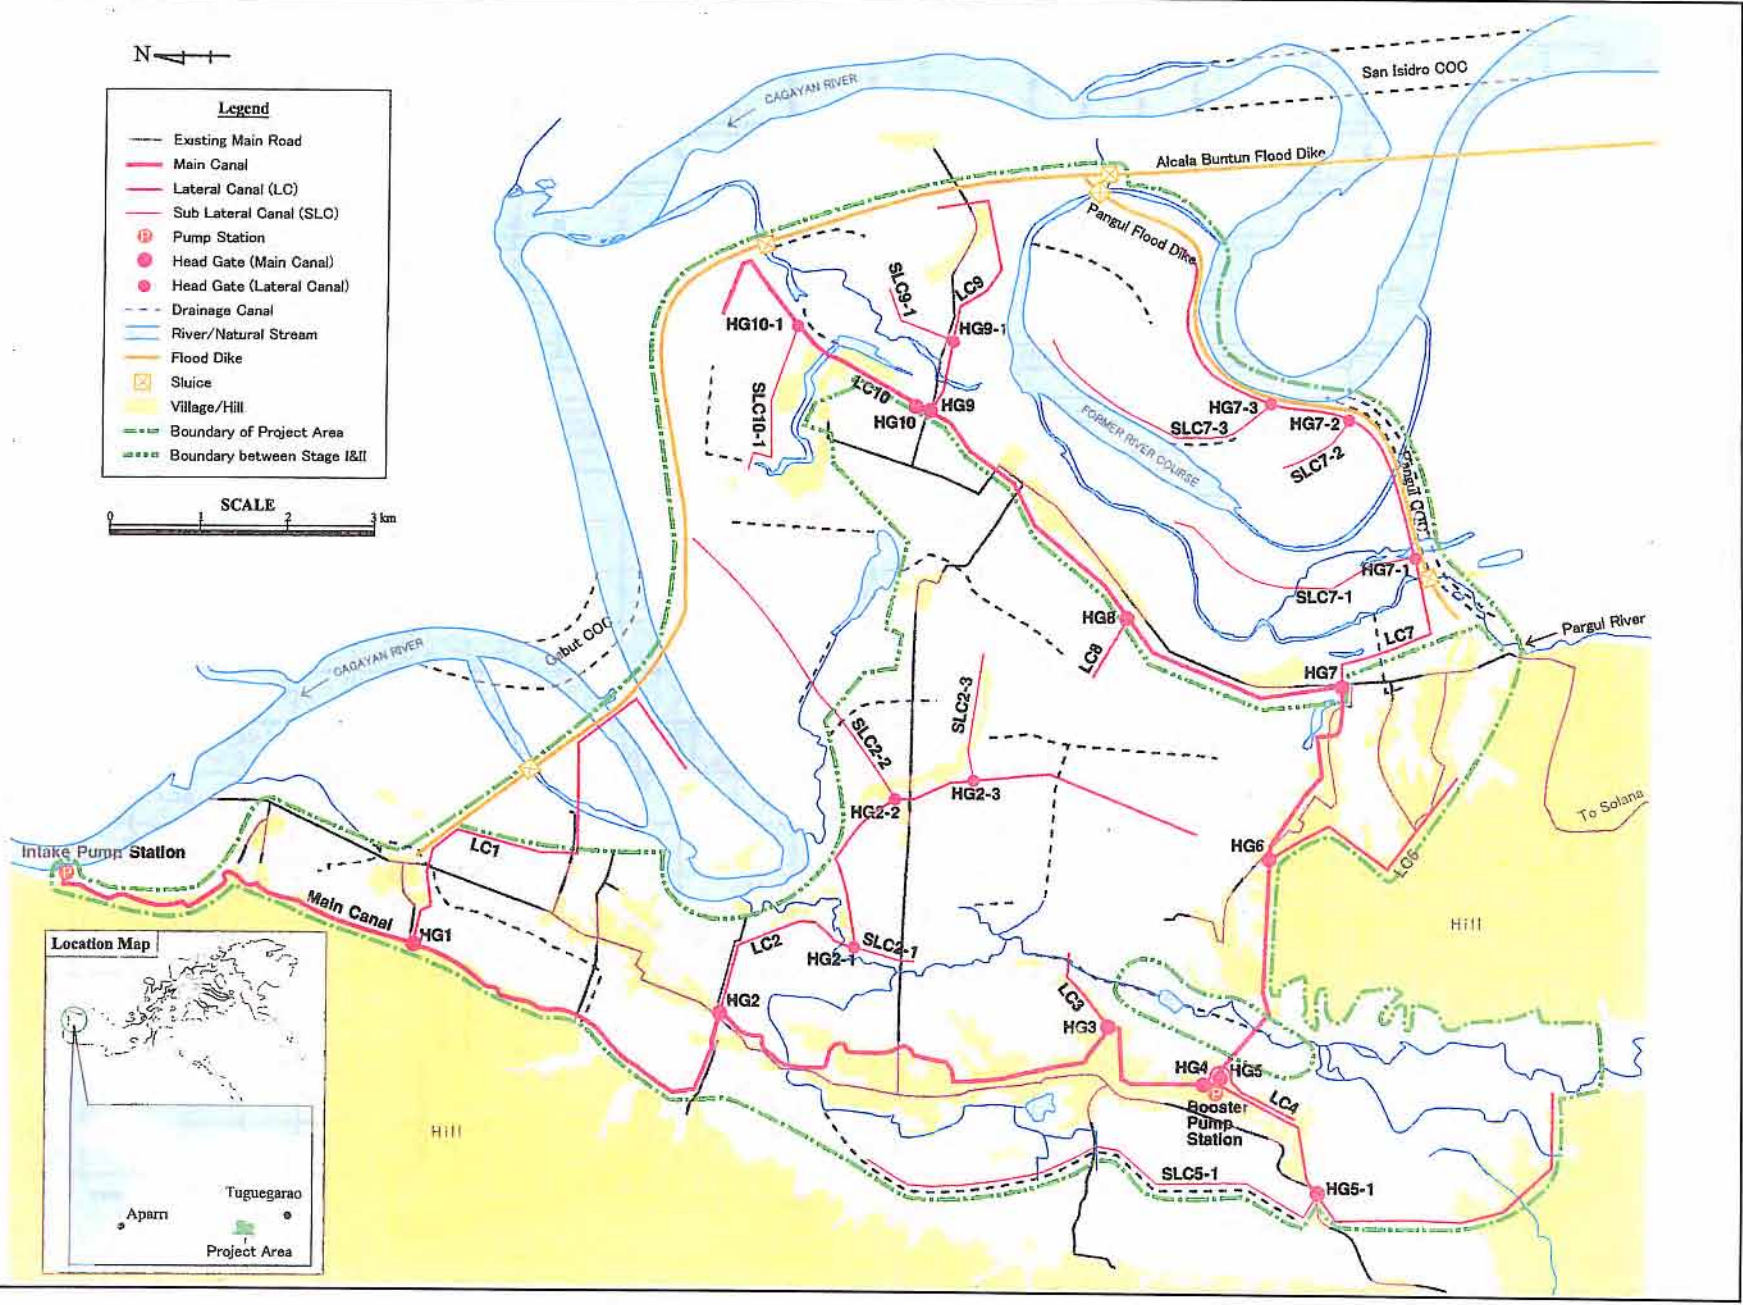 N
Legend
Existing Main Road
Main Canal
Lateral Canal (LC)
Sub Lateral Canal (SLC)
P Pump Station
Head Gate (Main Canal)
Head Gate (Lateral Canal)
Drainage Canal
River/Natural Stream
Flood Dike
Sluice
Village/Hill
Boundary of Project Area
Boundary between Stage I&II
SCALE
0 1 2 3 km
CAGAYAN RIVER
San Isidro COC
Alcala Buntun Flood Dike
Pangul Flood Dike
SLC9-1
LC9
HG9-1
HG10-1
LC10
HG10
HG9
SLC10-1
FORMER RIVER COURSE
HG7-3
SLC7-3
HG7-2
SLC7-2
Pangul COC
HG7-1
SLC7-1
LC7
Pargul River
HG8
LC8
HG7
Gabut COC
CAGAYAN RIVER
SLC2-3
SLC2-2
HG2-3
HG2-2
To Solana
HG6
LC6
Intake Pump Station
P
LC1
Main Canal
HG1
LC2
HG2-1
SLC2-1
HG2
LC3
HG3
Hill
HG4
HG5
P
LC4
Booster
Pump
Station
SLC5-1
HG5-1
Hill
Location Map
Tuguegarao
Aparri
Project Area